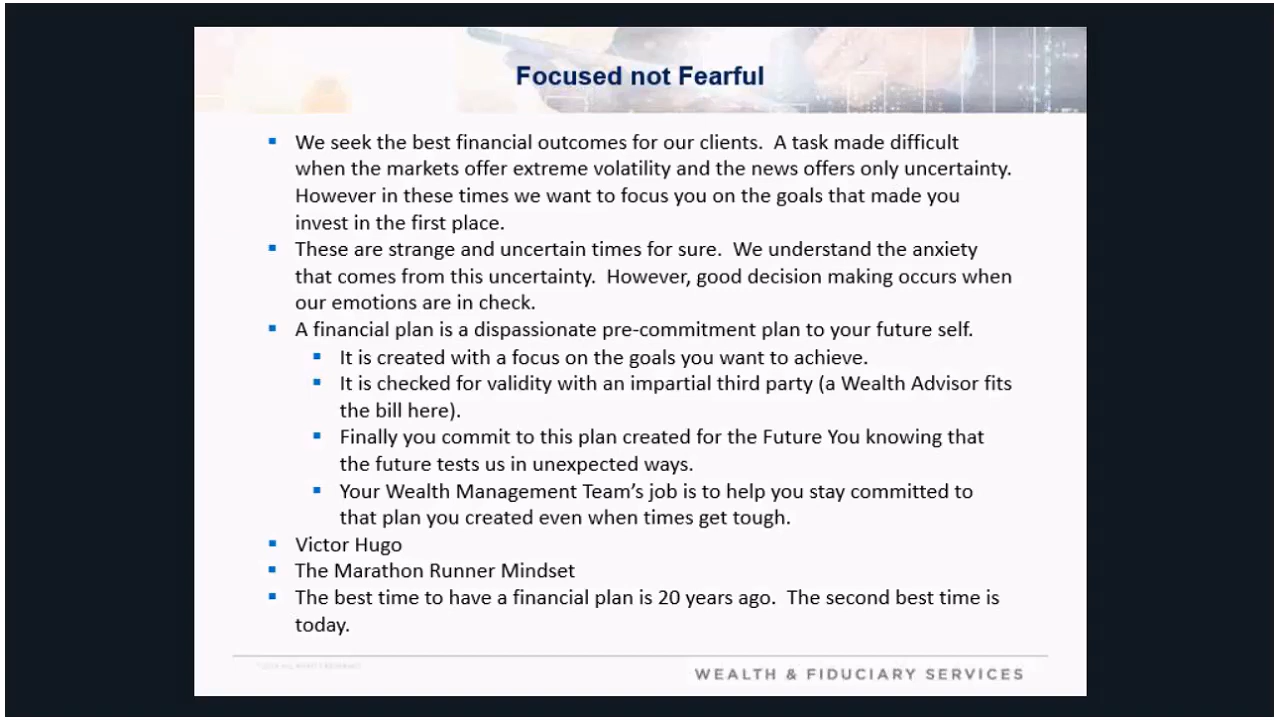 Focused not Fearful
▪ We seek the best financial outcomes for our clients.  A task made difficult
when the markets offer extreme volatility and the news offers only uncertainty.
However in these times we want to focus you on the goals that made you
invest in the first place.
▪ These are strange and uncertain times for sure.  We understand the anxiety
that comes from this uncertainty.  However, good decision making occurs when
our emotions are in check.
▪ A financial plan is a dispassionate pre-commitment plan to your future self.
▪ It is created with a focus on the goals you want to achieve.
▪ It is checked for validity with an impartial third party (a Wealth Advisor fits
the bill here).
▪ Finally you commit to this plan created for the Future You knowing that
the future tests us in unexpected ways.
▪ Your Wealth Management Team’s job is to help you stay committed to
that plan you created even when times get tough.
▪ Victor Hugo
▪ The Marathon Runner Mindset
▪ The best time to have a financial plan is 20 years ago.  The second best time is
today.
ALL RIGHTS RESERVED
WEALTH & FIDUCIARY SERVICES